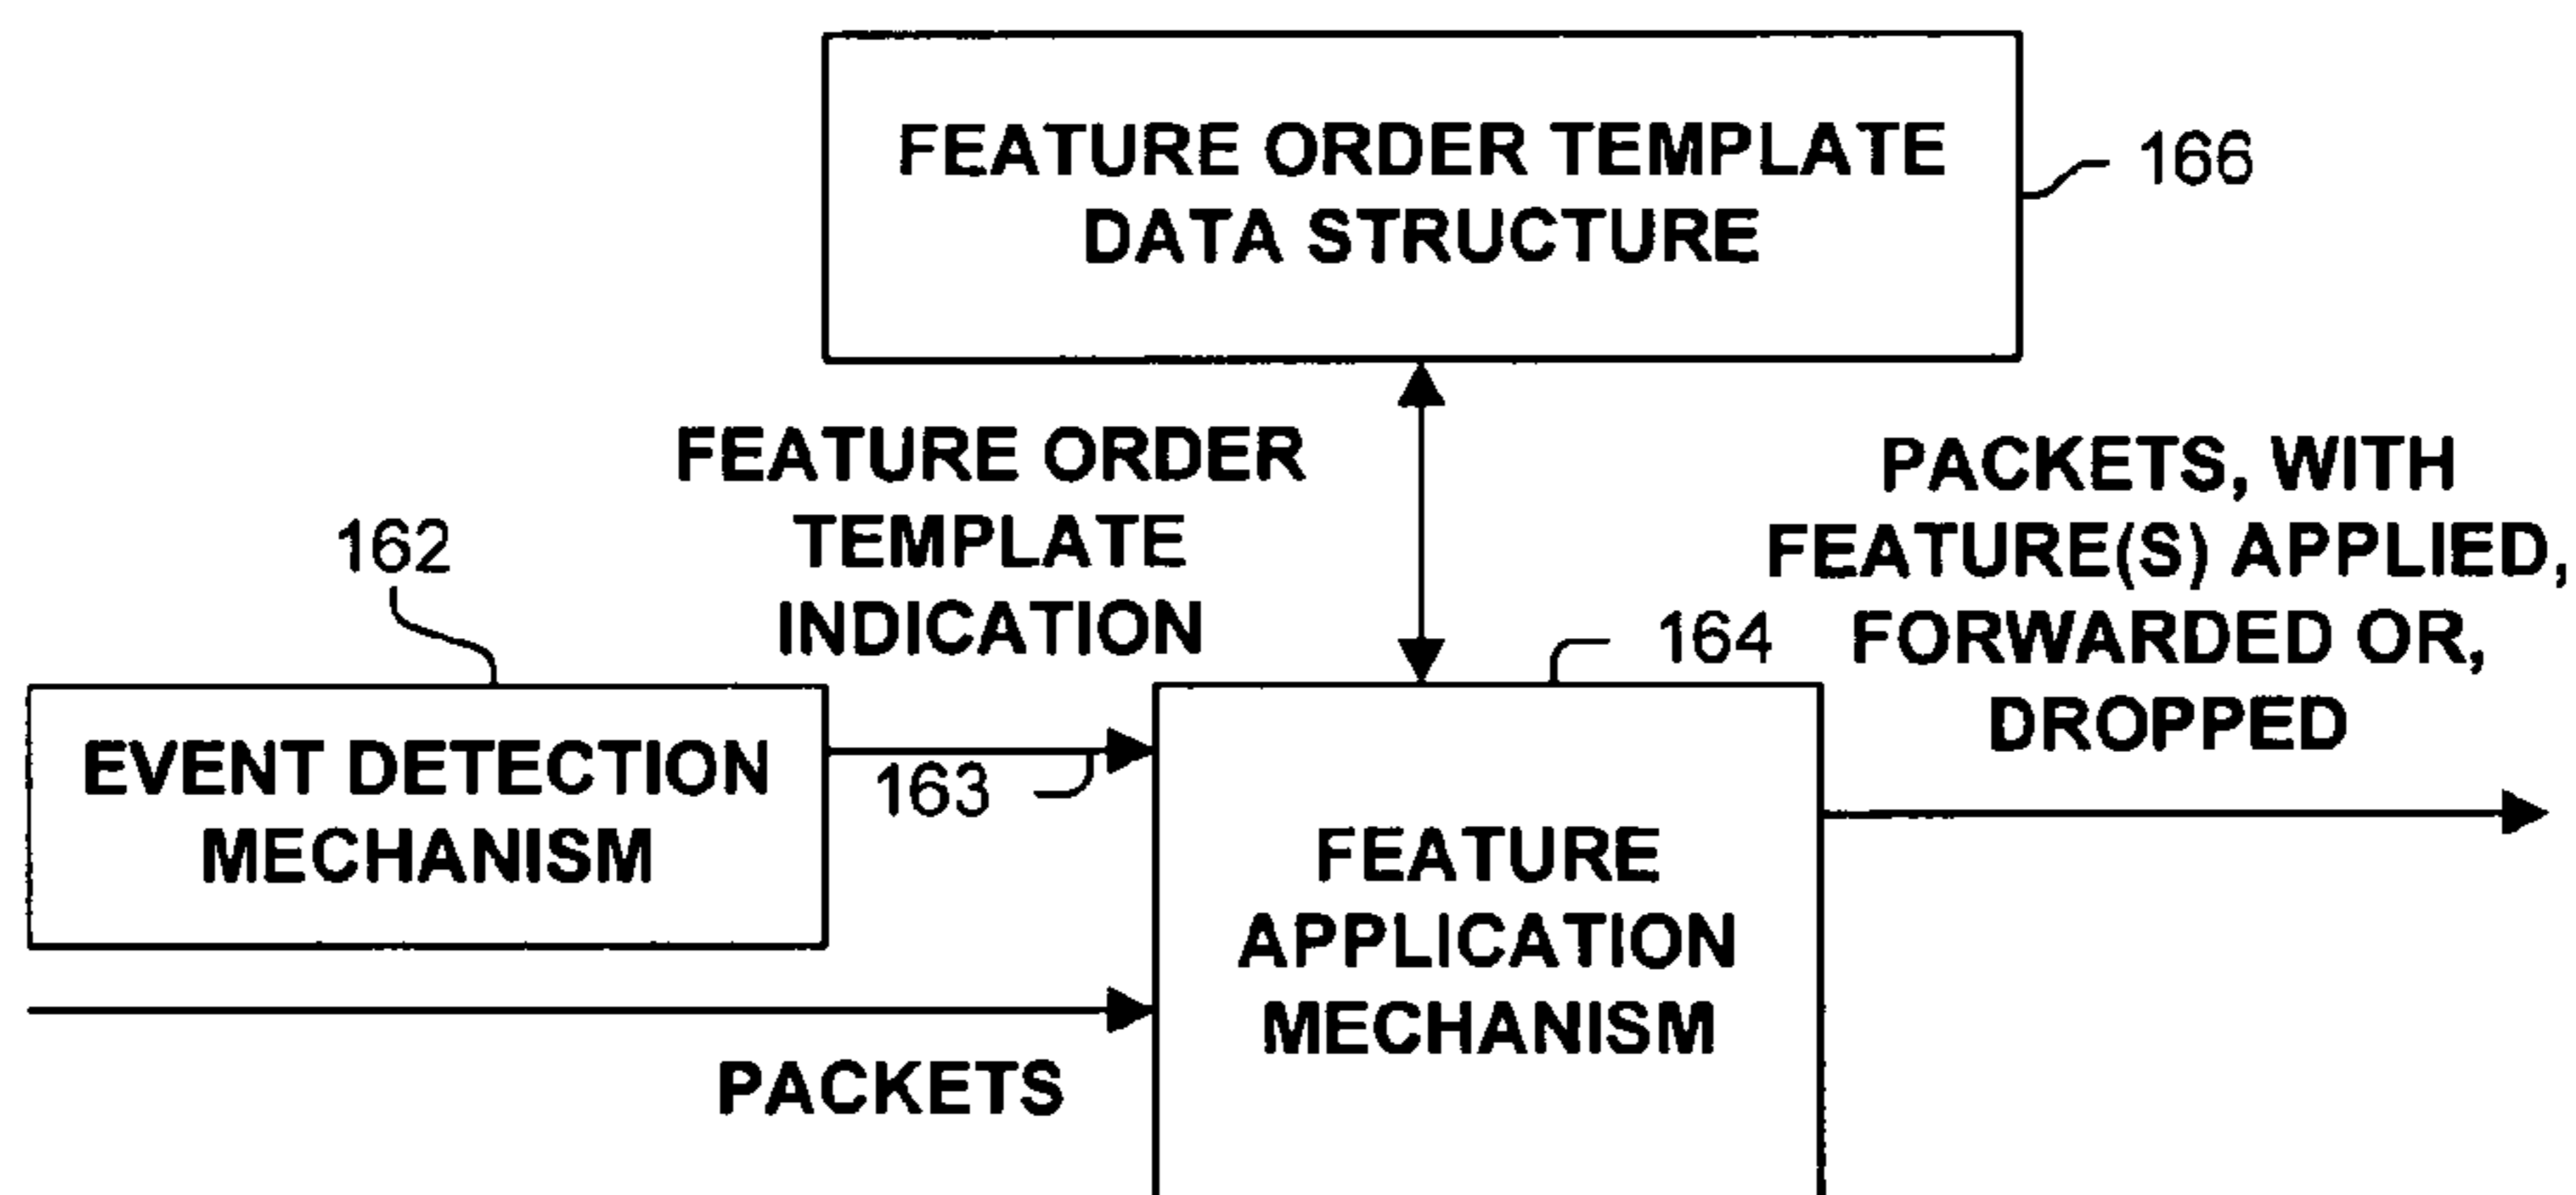 FEATURE ORDER TEMPLATE
DATA STRUCTURE
166
FEATURE ORDER
TEMPLATE
INDICATION
PACKETS, WITH
FEATURE(S) APPLIED,
FORWARDED OR,
DROPPED
162
164
EVENT DETECTION
MECHANISM
163
FEATURE
APPLICATION
MECHANISM
PACKETS